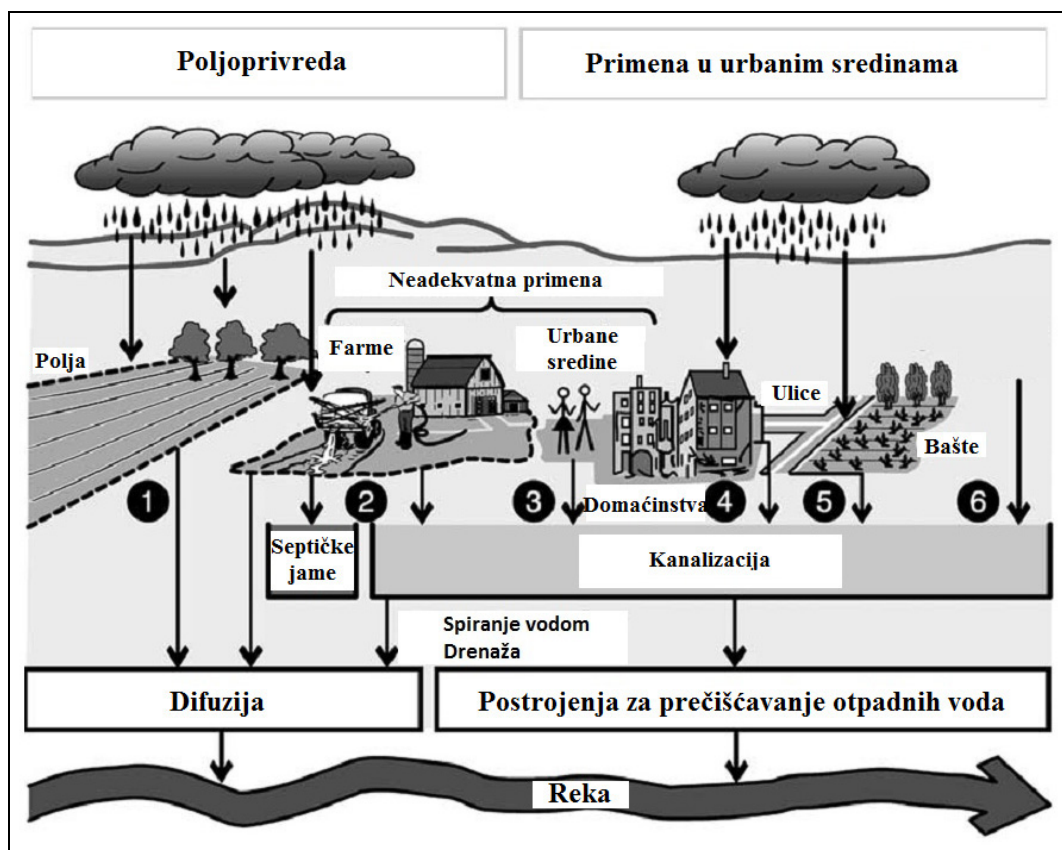 Poljoprivreda
Primena u urbanim sredinama
Neadekvatna primena
Polja
Farme
Urbane
sredine
Ulice
Bašte
1
2
3
Domaćinstva
4
5
6
Septičke
jame
Kanalizacija
Spiranje vodom
Drenaža
Difuzija
Postrojenja za prečišćavanje otpadnih voda
Reka